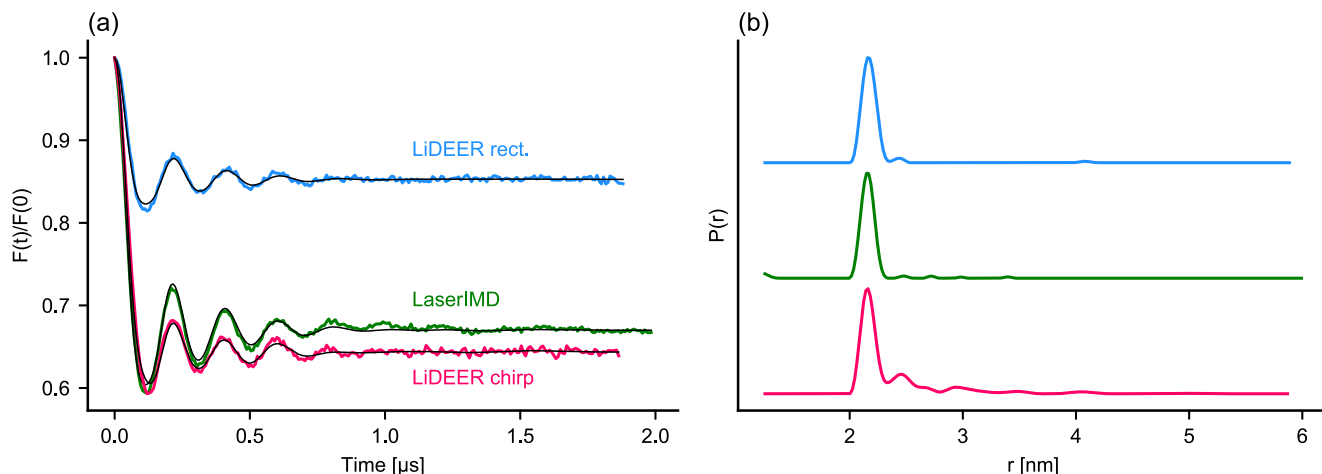 (a)
1.0
0.9
0.8
0.7
0.6
F(t)/F(0)
LiDEER rect.
LaserIMD
LiDEER chirp
0.0 0.5 1.0 1.5 2.0
Time [µs]
(b)
P(r)
2 3 4 5 6
r [nm]